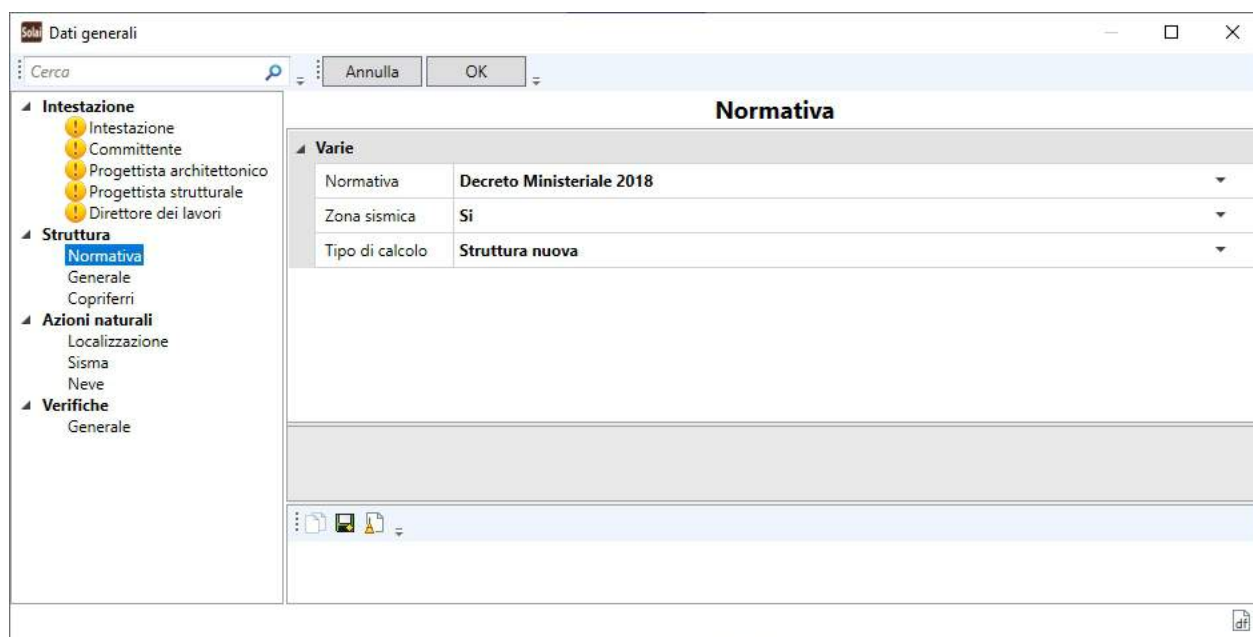 Solai Dati generali
Cerca Annulla OK
Intestazione
! Intestazione
! Committente
! Progettista architettonico
! Progettista strutturale
! Direttore dei lavori
Struttura
Normativa
Generale
Copriferri
Azioni naturali
Localizzazione
Sisma
Neve
Verifiche
Generale
Normativa
Varie
Normativa Decreto Ministeriale 2018
Zona sismica Si
Tipo di calcolo Struttura nuova
df